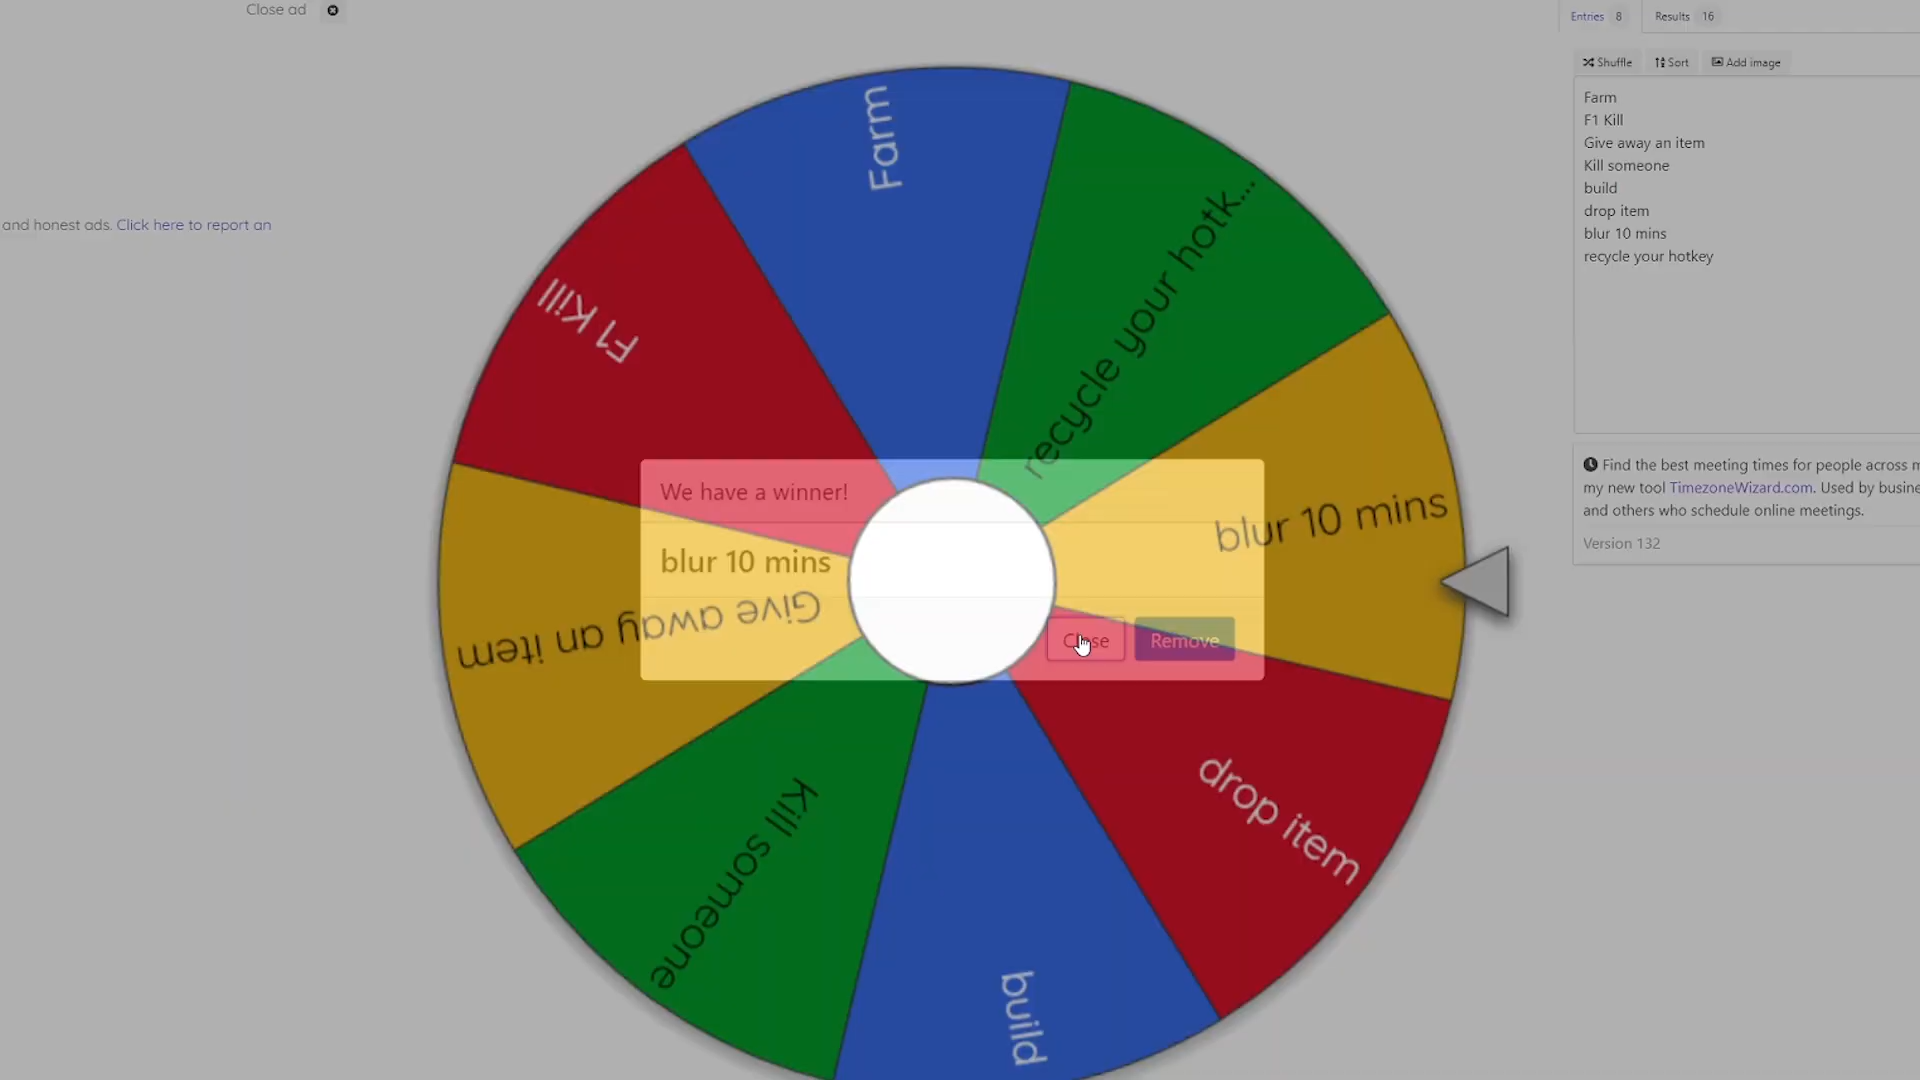 Close ad
Entries 8
Results 16
Shuffle
Sort
Add image
Farm
F1 Kill
Give away an item
Kill someone
build
drop item
blur 10 mins
recycle your hotkey
and honest ads. Click here to report an
Farm
recycle your hotk...
F1 Kill
blur 10 mins
We have a winner!
blur 10 mins
Give away an item
Close
Remove
drop item
Kill someone
build
Find the best meeting times for people across m
my new tool TimezoneWizard.com. Used by busine
and others who schedule online meetings.
Version 132